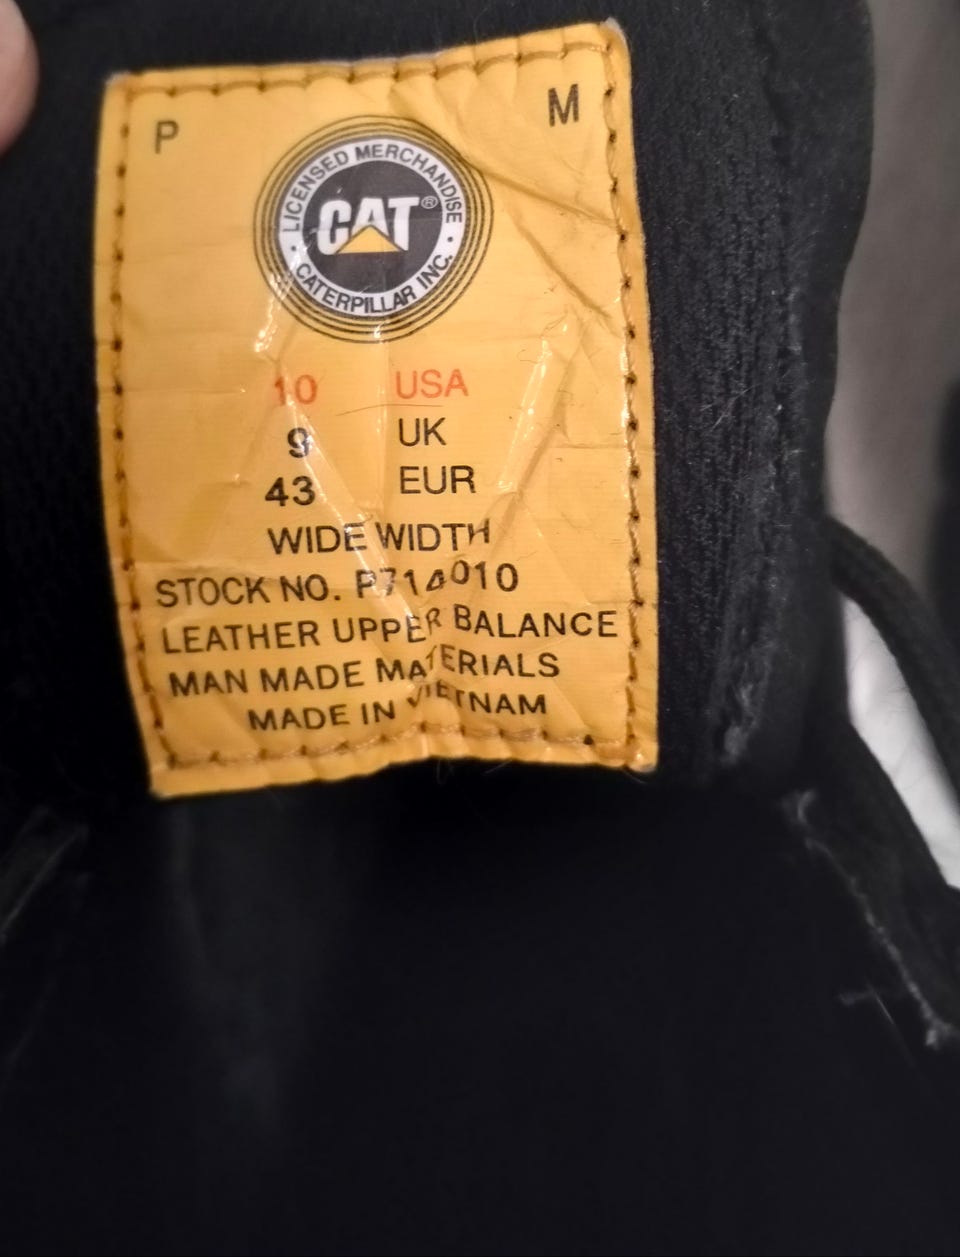 P M
LICENSED MERCHANDISE
CAT®
· CATERPILLAR INC. ·
10 USA
9 UK
43 EUR
WIDE WIDTH
STOCK NO. P714010
LEATHER UPPER BALANCE
MAN MADE MATERIALS
MADE IN VIETNAM